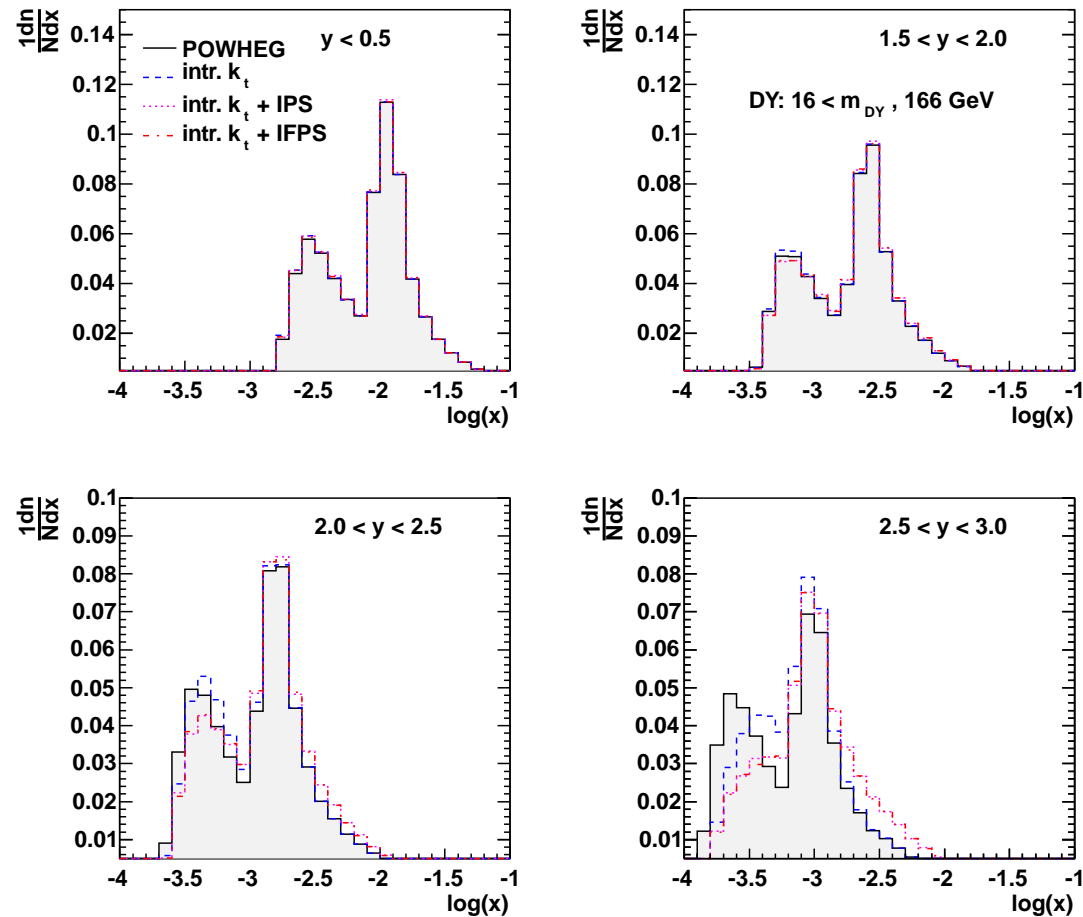 1dn
Ndx
0.14
0.12
0.1
0.08
0.06
0.04
0.02
y < 0.5
POWHEG
intr. k t
intr. k t + IPS
intr. k t + IFPS
-4 -3.5 -3 -2.5 -2 -1.5 -1
log(x)
1dn
Ndx
0.14
0.12
0.1
0.08
0.06
0.04
0.02
1.5 < y < 2.0
DY: 16 < m DY , 166 GeV
-4 -3.5 -3 -2.5 -2 -1.5 -1
log(x)
1dn
Ndx
0.1
0.09
0.08
0.07
0.06
0.05
0.04
0.03
0.02
0.01
2.0 < y < 2.5
-4 -3.5 -3 -2.5 -2 -1.5 -1
log(x)
1dn
Ndx
0.1
0.09
0.08
0.07
0.06
0.05
0.04
0.03
0.02
0.01
2.5 < y < 3.0
-4 -3.5 -3 -2.5 -2 -1.5 -1
log(x)